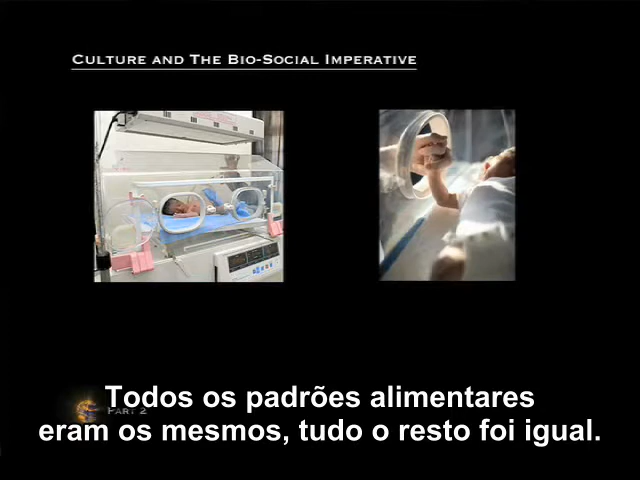 Culture and The Bio-Social Imperative
Part 2
Todos os padrões alimentares
eram os mesmos, tudo o resto foi igual.